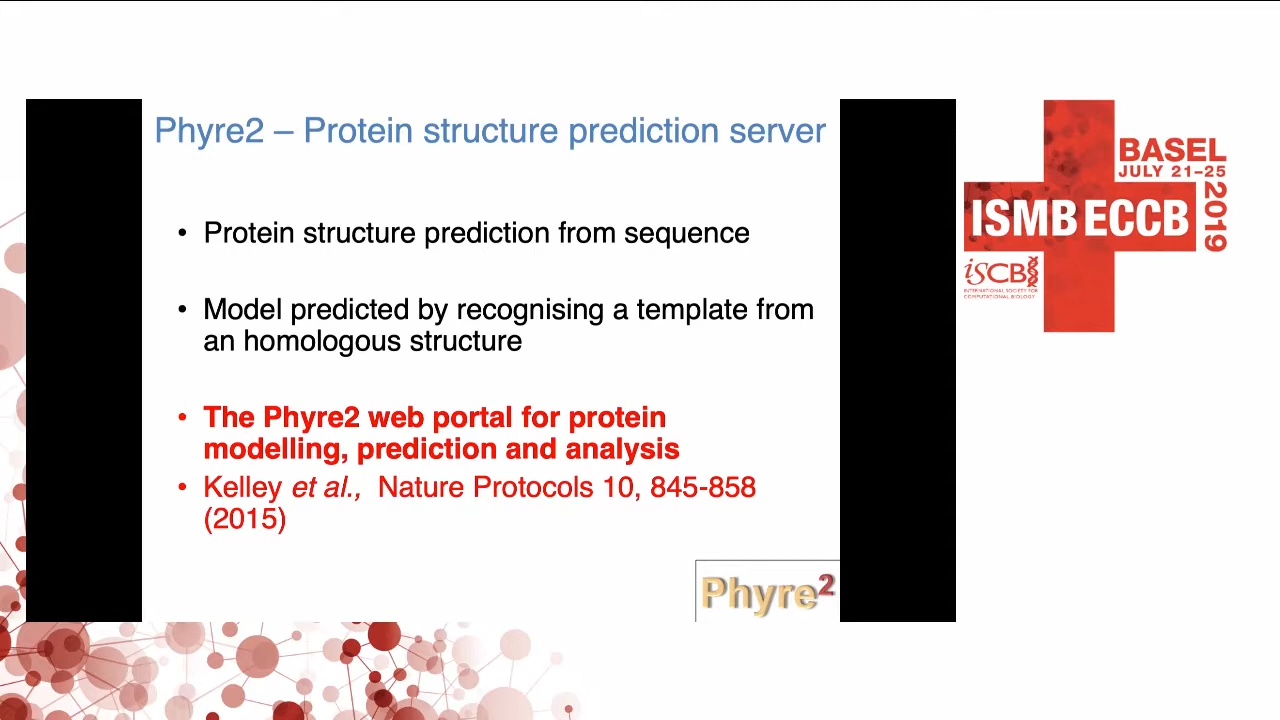 Phyre2 – Protein structure prediction server
• Protein structure prediction from sequence
• Model predicted by recognising a template from
an homologous structure
• The Phyre2 web portal for protein
modelling, prediction and analysis
• Kelley et al., Nature Protocols 10, 845-858
(2015)
Phyre2
BASEL
JULY 21–25
2019
ISMB ECCB
ISCB
INTERNATIONAL SOCIETY FOR
COMPUTATIONAL BIOLOGY